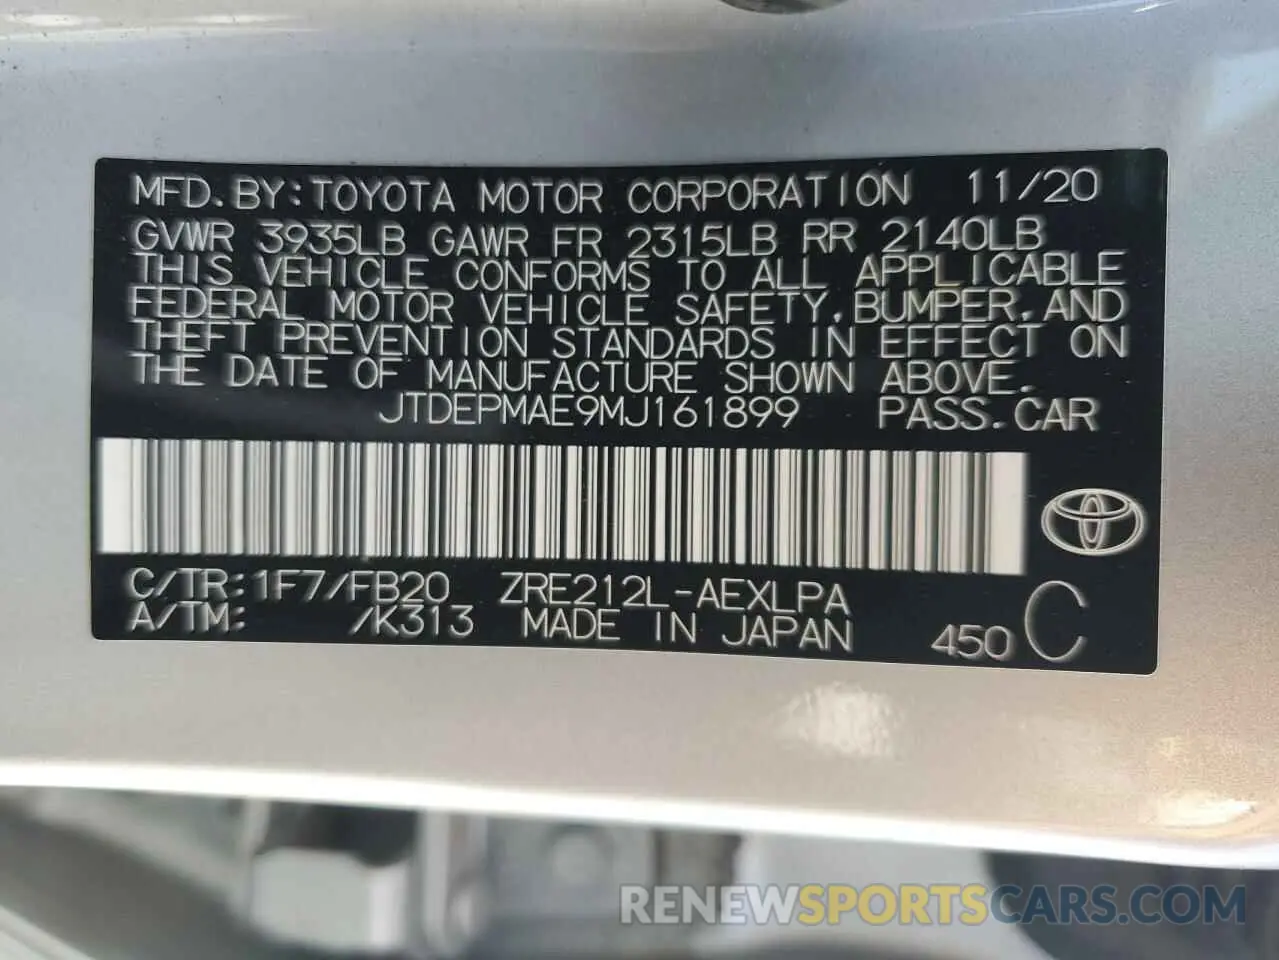 MFD.BY:TOYOTA MOTOR CORPORATION 11/20
GVWR 3935LB GAWR FR 2315LB RR 2140LB
THIS VEHICLE CONFORMS TO ALL APPLICABLE
FEDERAL MOTOR VEHICLE SAFETY,BUMPER,AND
THEFT PREVENTION STANDARDS IN EFFECT ON
THE DATE OF MANUFACTURE SHOWN ABOVE.
JTDEPMAE9MJ161899 PASS.CAR
C/TR:1F7/FB20 ZRE212L-AEXLPA
A/TM: /K313 MADE IN JAPAN 450 C
RENEWSPORTSCARS.COM